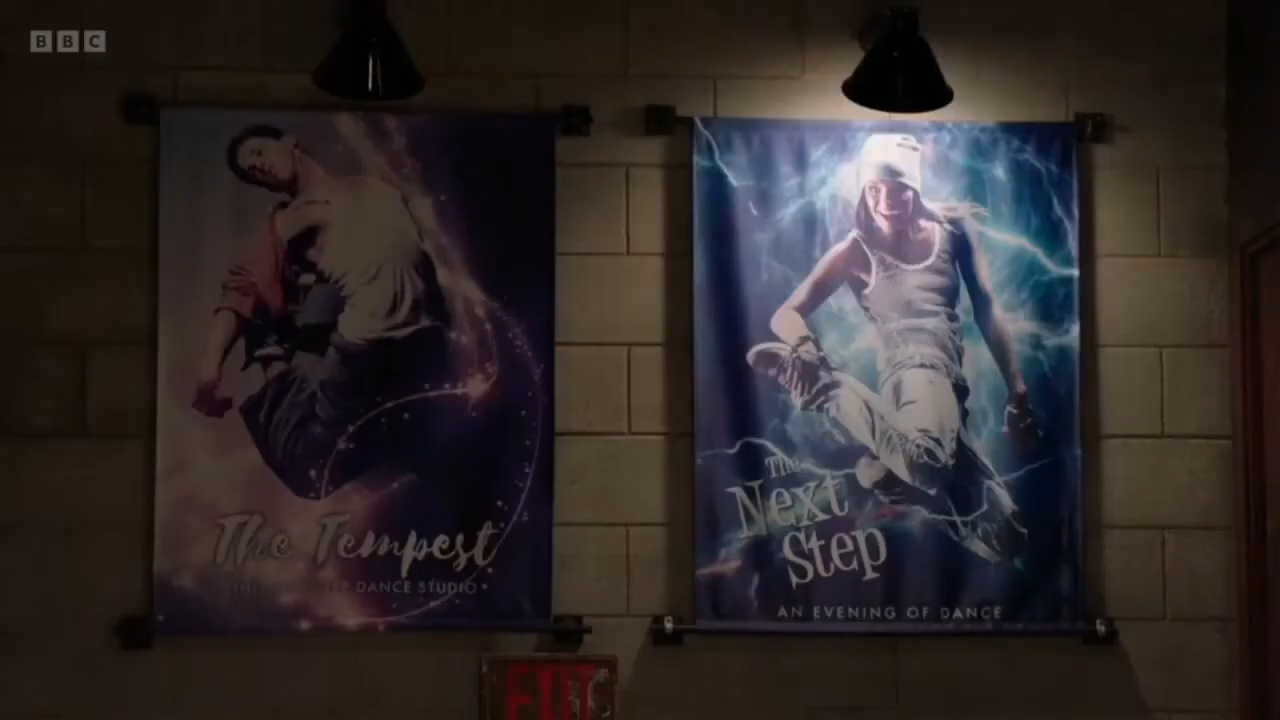 BBC
The Tempest
DANCE STUDIO
The
Next
Step
AN EVENING OF DANCE
EXIT